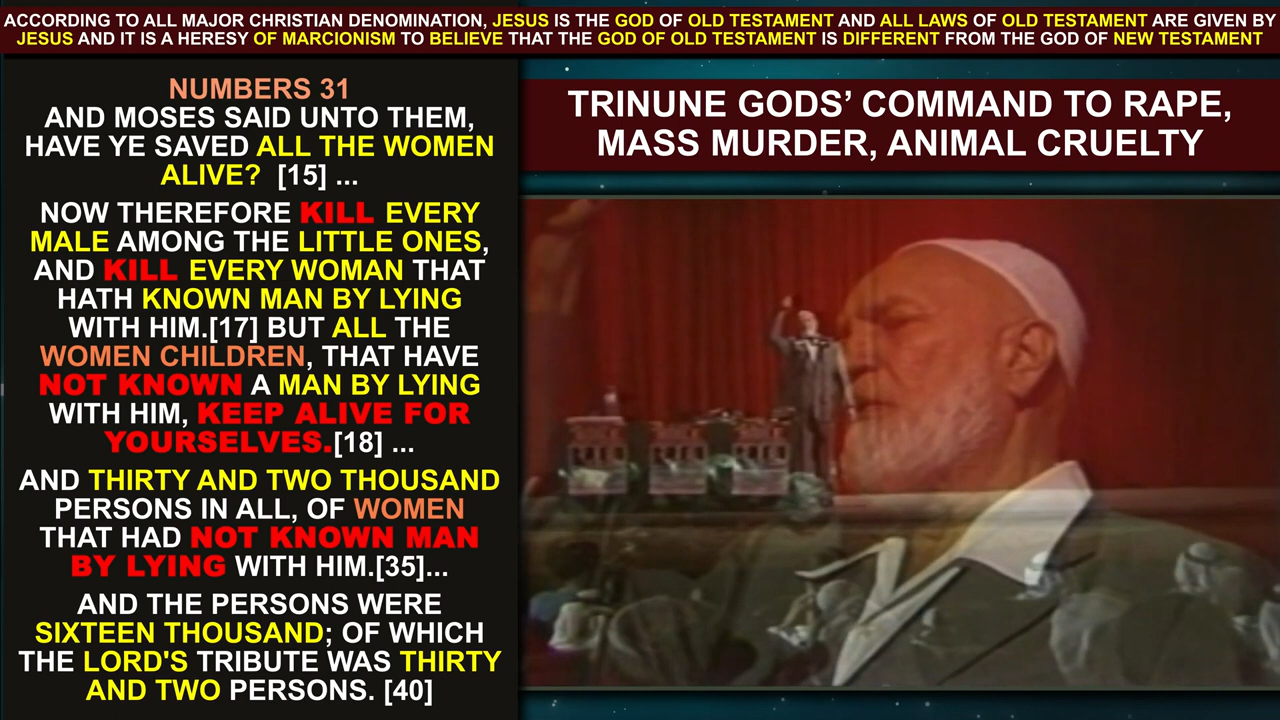 ACCORDING TO ALL MAJOR CHRISTIAN DENOMINATION, JESUS IS THE GOD OF OLD TESTAMENT AND ALL LAWS OF OLD TESTAMENT ARE GIVEN BY
JESUS AND IT IS A HERESY OF MARCIONISM TO BELIEVE THAT THE GOD OF OLD TESTAMENT IS DIFFERENT FROM THE GOD OF NEW TESTAMENT
NUMBERS 31
AND MOSES SAID UNTO THEM,
HAVE YE SAVED ALL THE WOMEN
ALIVE? [15] ...
NOW THEREFORE KILL EVERY
MALE AMONG THE LITTLE ONES,
AND KILL EVERY WOMAN THAT
HATH KNOWN MAN BY LYING
WITH HIM.[17] BUT ALL THE
WOMEN CHILDREN, THAT HAVE
NOT KNOWN A MAN BY LYING
WITH HIM, KEEP ALIVE FOR
YOURSELVES.[18] ...
AND THIRTY AND TWO THOUSAND
PERSONS IN ALL, OF WOMEN
THAT HAD NOT KNOWN MAN
BY LYING WITH HIM.[35]...
AND THE PERSONS WERE
SIXTEEN THOUSAND; OF WHICH
THE LORD'S TRIBUTE WAS THIRTY
AND TWO PERSONS. [40]
TRINUNE GODS’ COMMAND TO RAPE,
MASS MURDER, ANIMAL CRUELTY